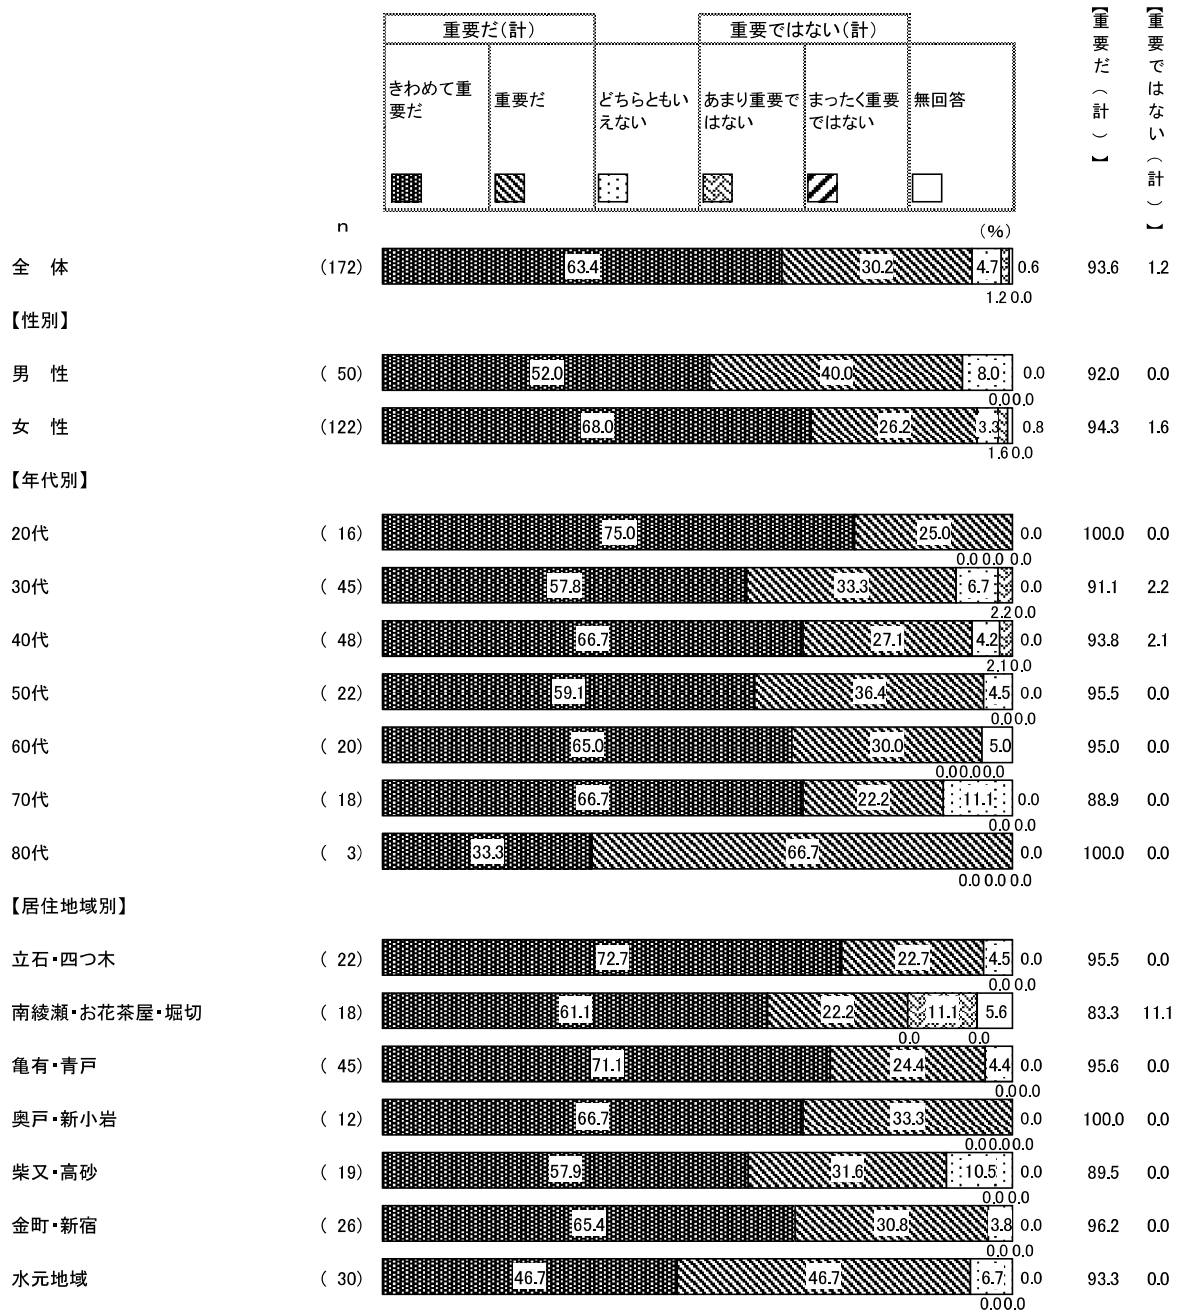 重要だ(計) 重要ではない(計) 【重要だ(計)】 【重要ではない(計)】
きわめて重要だ 重要だ どちらともいえない あまり重要ではない まったく重要ではない 無回答
n (%)
全 体 (172) 63.4 30.2 4.7 0.6 93.6 1.2
1.2 0.0
【性別】
男 性 ( 50) 52.0 40.0 8.0 0.0 92.0 0.0
0.0 0.0
女 性 (122) 68.0 26.2 3.3 0.8 94.3 1.6
1.6 0.0
【年代別】
20代 ( 16) 75.0 25.0 0.0 100.0 0.0
0.0 0.0 0.0
30代 ( 45) 57.8 33.3 6.7 0.0 91.1 2.2
2.2 0.0
40代 ( 48) 66.7 27.1 4.2 0.0 93.8 2.1
2.1 0.0
50代 ( 22) 59.1 36.4 4.5 0.0 95.5 0.0
0.0 0.0
60代 ( 20) 65.0 30.0 5.0 95.0 0.0
0.0 0.0 0.0
70代 ( 18) 66.7 22.2 11.1 0.0 88.9 0.0
0.0 0.0
80代 ( 3) 33.3 66.7 0.0 100.0 0.0
0.0 0.0 0.0
【居住地域別】
立石・四つ木 ( 22) 72.7 22.7 4.5 0.0 95.5 0.0
0.0 0.0
南綾瀬・お花茶屋・堀切 ( 18) 61.1 22.2 11.1 5.6 83.3 11.1
0.0 0.0
亀有・青戸 ( 45) 71.1 24.4 4.4 0.0 95.6 0.0
0.0 0.0
奥戸・新小岩 ( 12) 66.7 33.3 0.0 100.0 0.0
0.0 0.0 0.0
柴又・高砂 ( 19) 57.9 31.6 10.5 0.0 89.5 0.0
0.0 0.0
金町・新宿 ( 26) 65.4 30.8 3.8 0.0 96.2 0.0
0.0 0.0
水元地域 ( 30) 46.7 46.7 6.7 0.0 93.3 0.0
0.0 0.0